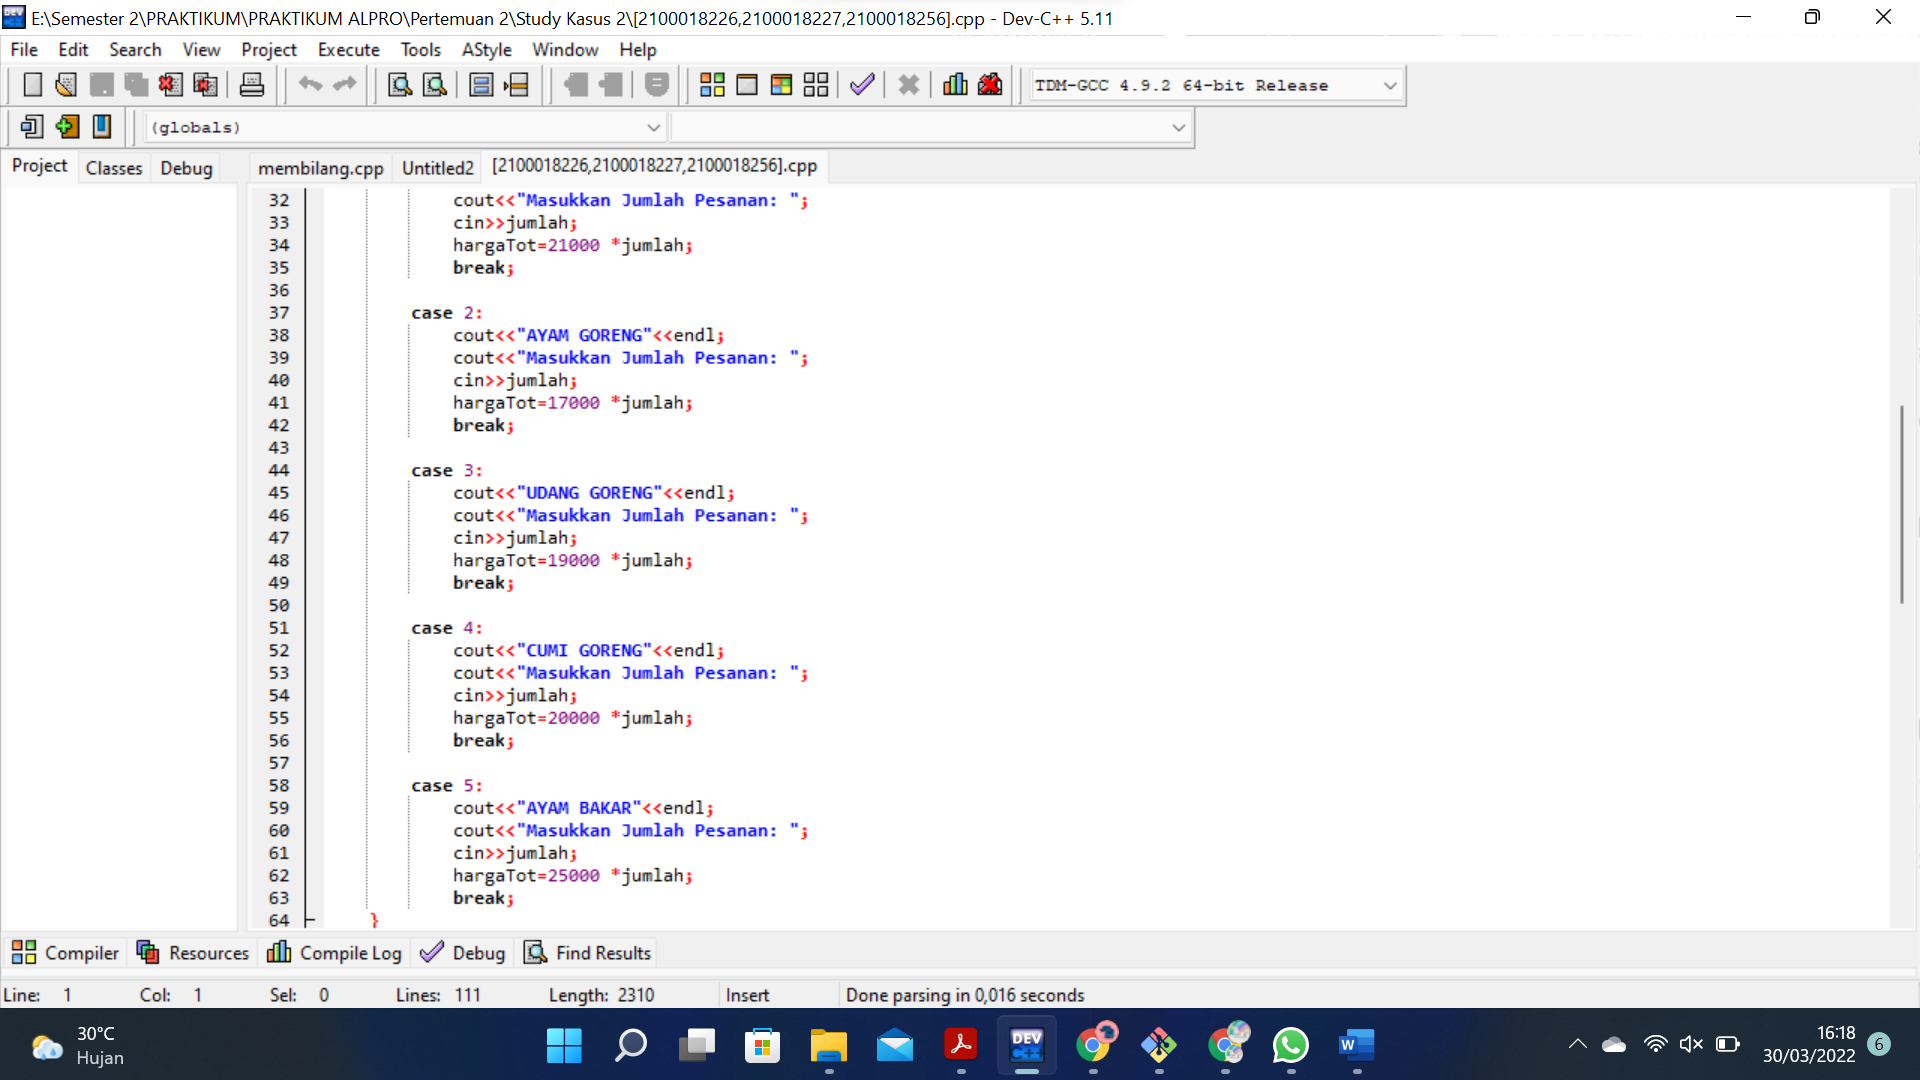 E:\Semester 2\PRAKTIKUM\PRAKTIKUM ALPRO\Pertemuan 2\Study Kasus 2\[2100018226,2100018227,2100018256].cpp - Dev-C++ 5.11
File Edit Search View Project Execute Tools AStyle Window Help
TDM-GCC 4.9.2 64-bit Release
(globals)
Project Classes Debug membilang.cpp Untitled2 [2100018226,2100018227,2100018256].cpp
32 cout<<"Masukkan Jumlah Pesanan: ";
33 cin>>jumlah;
34 hargaTot=21000 *jumlah;
35 break;
36
37 case 2:
38 cout<<"AYAM GORENG"<<endl;
39 cout<<"Masukkan Jumlah Pesanan: ";
40 cin>>jumlah;
41 hargaTot=17000 *jumlah;
42 break;
43
44 case 3:
45 cout<<"UDANG GORENG"<<endl;
46 cout<<"Masukkan Jumlah Pesanan: ";
47 cin>>jumlah;
48 hargaTot=19000 *jumlah;
49 break;
50
51 case 4:
52 cout<<"CUMI GORENG"<<endl;
53 cout<<"Masukkan Jumlah Pesanan: ";
54 cin>>jumlah;
55 hargaTot=20000 *jumlah;
56 break;
57
58 case 5:
59 cout<<"AYAM BAKAR"<<endl;
60 cout<<"Masukkan Jumlah Pesanan: ";
61 cin>>jumlah;
62 hargaTot=25000 *jumlah;
63 break;
64 }
Compiler Resources Compile Log Debug Find Results
Line: 1 Col: 1 Sel: 0 Lines: 111 Length: 2310 Insert Done parsing in 0,016 seconds
30°C
Hujan
DEV C++
W
16:18
30/03/2022
6